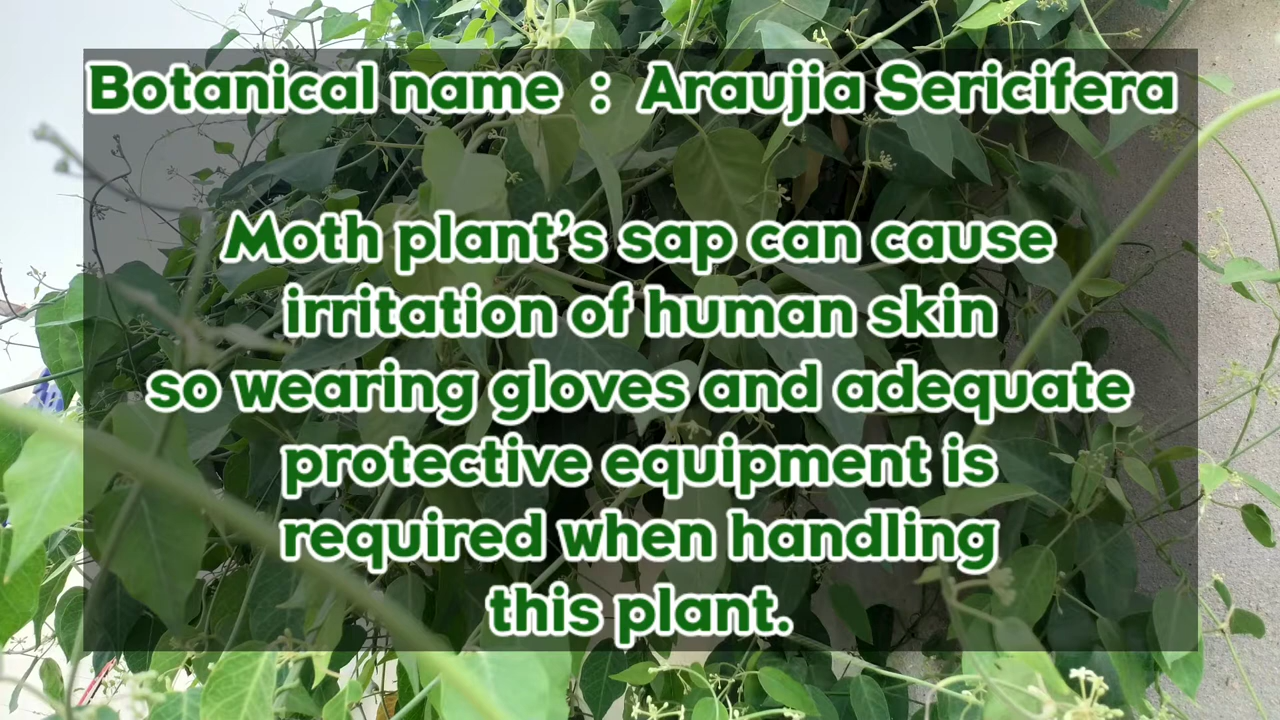 Botanical name : Araujia Sericifera
Moth plant’s sap can cause
irritation of human skin
so wearing gloves and adequate
protective equipment is
required when handling
this plant.